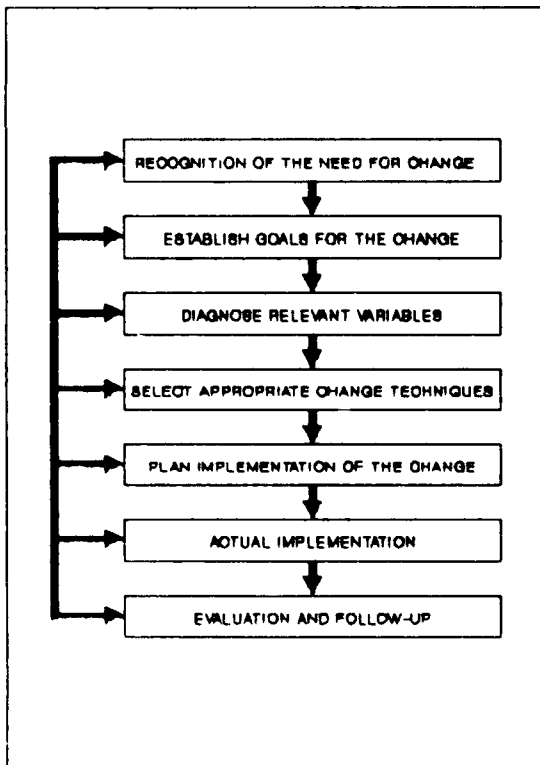 RECOGNITION OF THE NEED FOR CHANGE
ESTABLISH GOALS FOR THE CHANGE
DIAGNOSE RELEVANT VARIABLES
SELECT APPROPRIATE CHANGE TECHNIQUES
PLAN IMPLEMENTATION OF THE CHANGE
ACTUAL IMPLEMENTATION
EVALUATION AND FOLLOW-UP